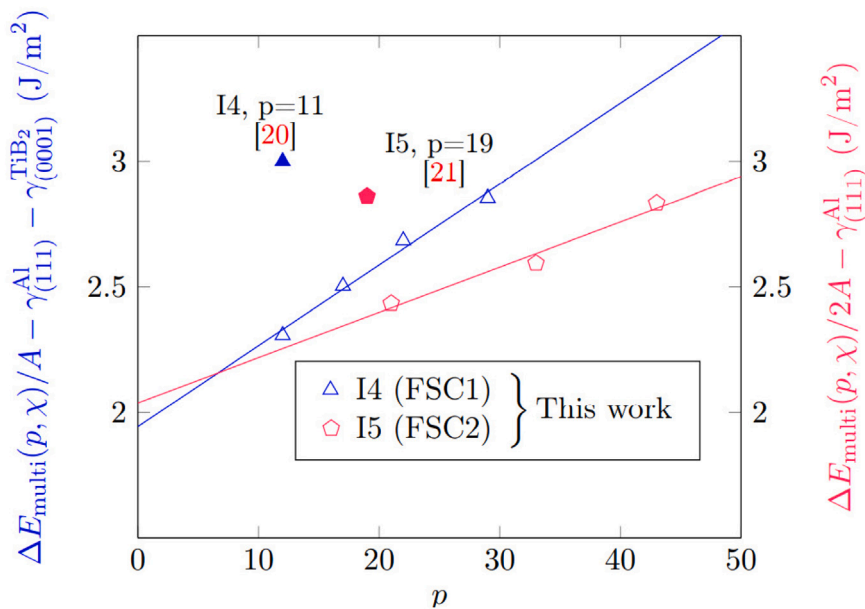 ΔE_multi(p, χ)/A − γ^Al_(111) − γ^TiB₂_(0001) (J/m²)
3
2.5
2
I4, p=11
[20]
I5, p=19
[21]
I4 (FSC1)
I5 (FSC2)
This work
0
10
20
30
40
50
p
3
2.5
2
ΔE_multi(p, χ)/2A − γ^Al_(111) (J/m²)